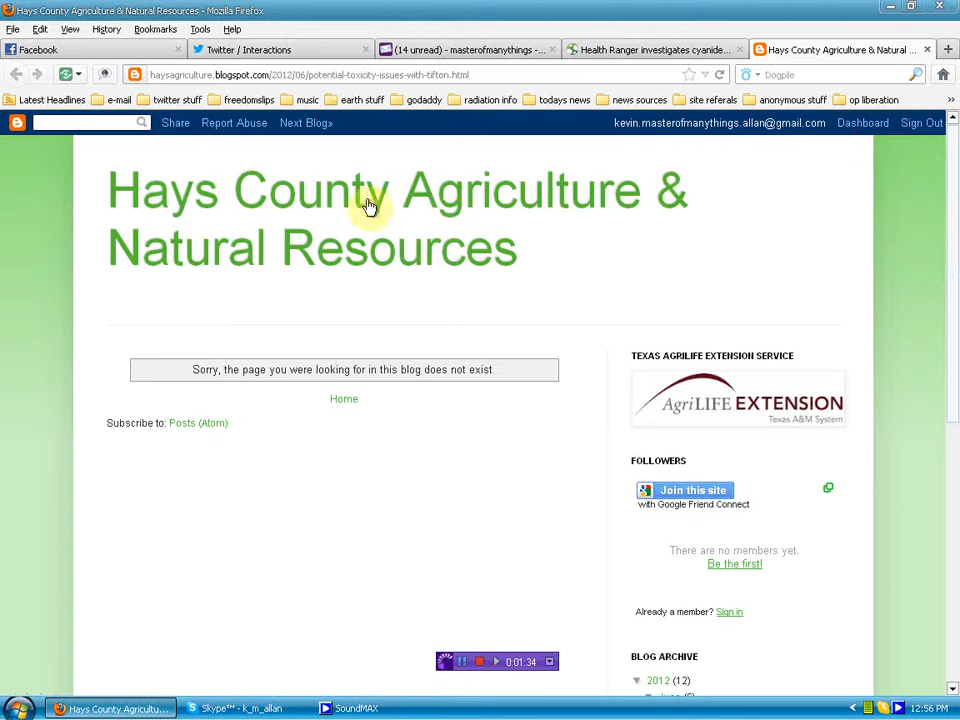 Hays County Agriculture & Natural Resources - Mozilla Firefox
File Edit View History Bookmarks Tools Help
Facebook
Twitter / Interactions
(14 unread) - masterofmanythings -...
Health Ranger investigates cyanide...
Hays County Agriculture & Natural ...
haysagriculture.blogspot.com/2012/06/potential-toxicity-issues-with-tifton.html
Dogpile
Latest Headlines e-mail twitter stuff freedomslips music earth stuff godaddy radiation info todays news news sources site referals anonymous stuff op liberation
Share Report Abuse Next Blog» kevin.masterofmanythings.allan@gmail.com Dashboard Sign Out
Hays County Agriculture &
Natural Resources
Sorry, the page you were looking for in this blog does not exist.
Home
Subscribe to: Posts (Atom)
TEXAS AGRILIFE EXTENSION SERVICE
AgriLIFE EXTENSION
Texas A&M System
FOLLOWERS
Join this site
with Google Friend Connect
There are no members yet.
Be the first!
Already a member? Sign in
BLOG ARCHIVE
▼ 2012 (12)
0:01:34
Hays County Agricultu...
Skype™ - k_m_allan
SoundMAX
12:56 PM